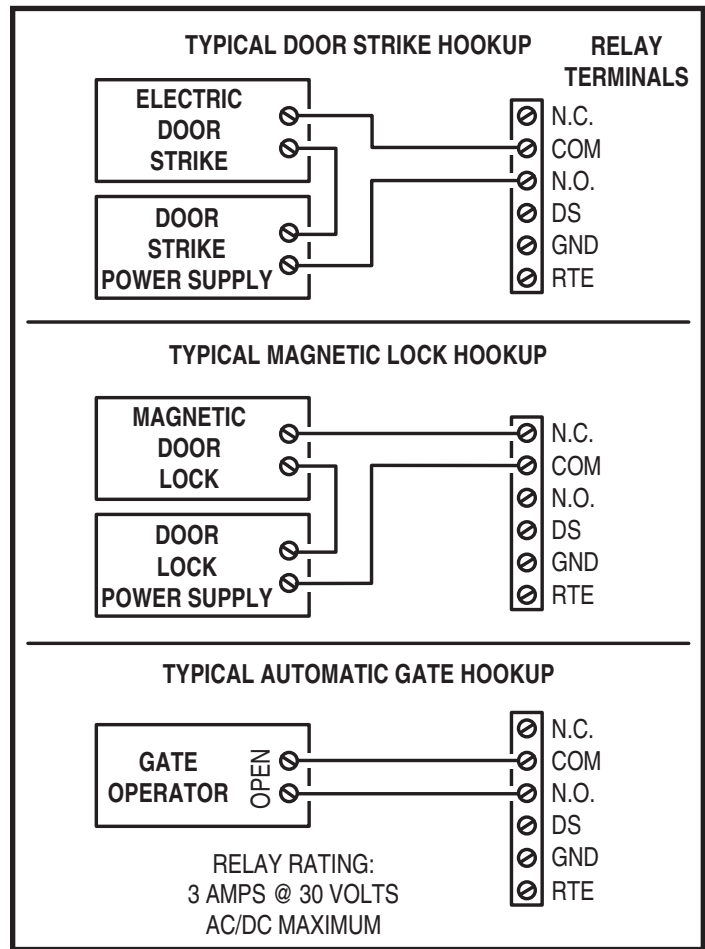 TYPICAL DOOR STRIKE HOOKUP
RELAY
TERMINALS
ELECTRIC
DOOR
STRIKE
DOOR
STRIKE
POWER SUPPLY
N.C.
COM
N.O.
DS
GND
RTE
TYPICAL MAGNETIC LOCK HOOKUP
MAGNETIC
DOOR
LOCK
DOOR
LOCK
POWER SUPPLY
N.C.
COM
N.O.
DS
GND
RTE
TYPICAL AUTOMATIC GATE HOOKUP
GATE
OPERATOR
OPEN
N.C.
COM
N.O.
DS
GND
RTE
RELAY RATING:
3 AMPS @ 30 VOLTS
AC/DC MAXIMUM